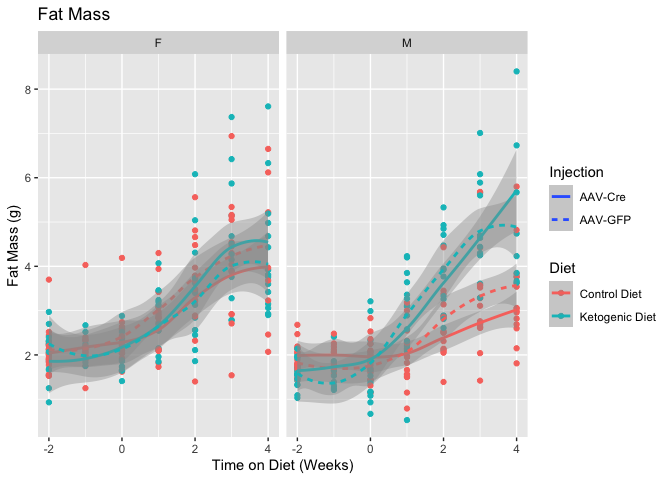 Fat Mass
F
M
8
6
4
2
Fat Mass (g)
-2
0
2
4
-2
0
2
4
Time on Diet (Weeks)
Injection
AAV-Cre
AAV-GFP
Diet
Control Diet
Ketogenic Diet